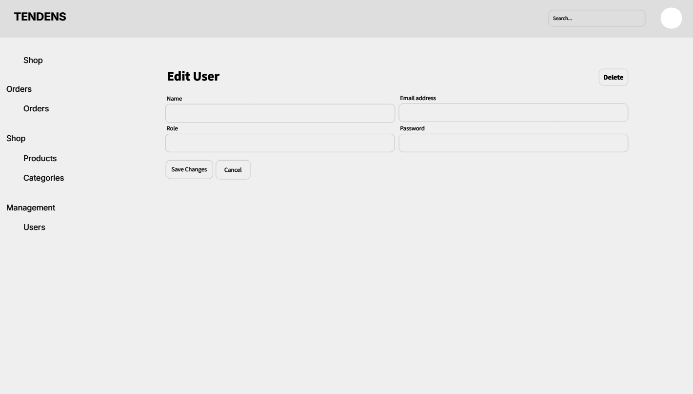 TENDENS
Search...
Shop
Orders
Orders
Shop
Products
Categories
Management
Users
Edit User
Delete
Name
Email address
Role
Password
Save Changes
Cancel